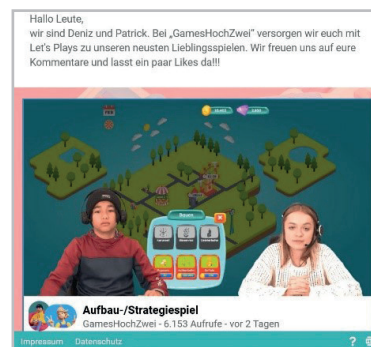 Hallo Leute,
wir sind Deniz und Patrick. Bei „GamesHochZwei“ versorgen wir euch mit
Let's Plays zu unseren neusten Lieblingsspielen. Wir freuen uns auf eure
Kommentare und lasst ein paar Likes da!!!
Aufbau-/Strategiespiel
GamesHochZwei - 6.153 Aufrufe - vor 2 Tagen
Impressum Datenschutz ?